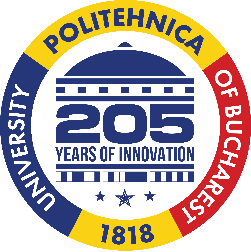 UNIVERSITY
POLITEHNICA
OF BUCHAREST
205
YEARS OF INNOVATION
1818